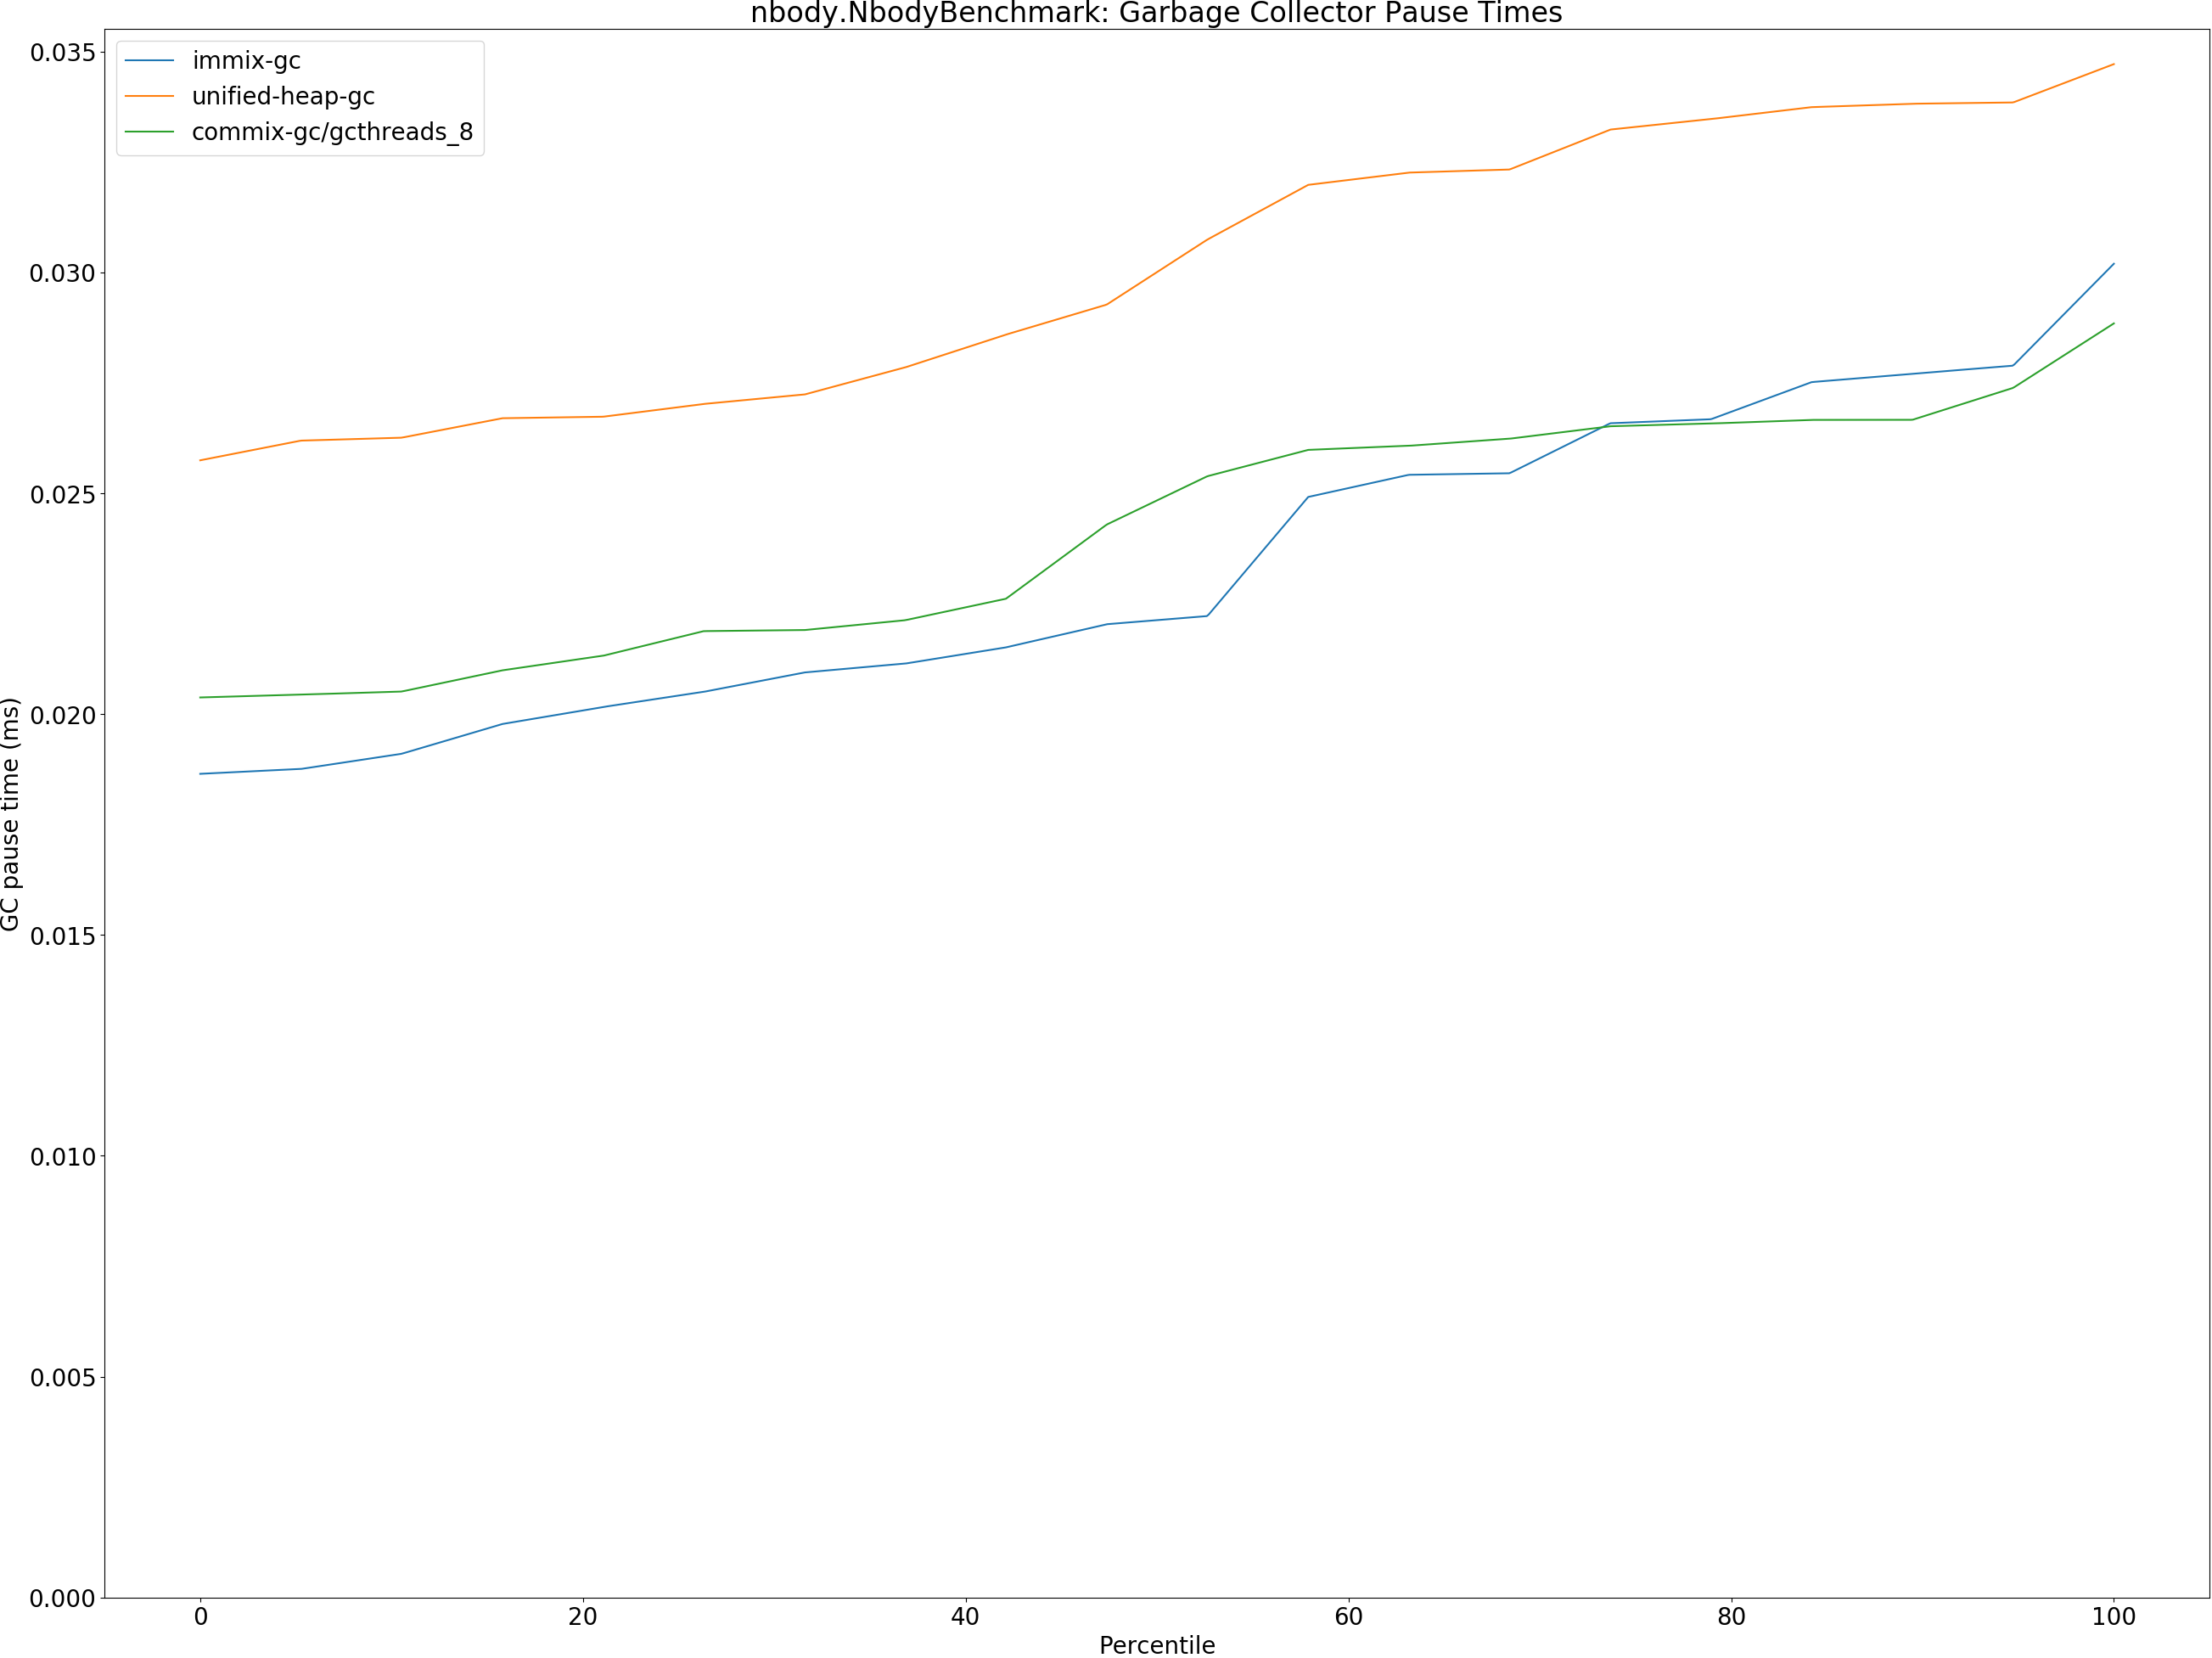 nbody.NbodyBenchmark: Garbage Collector Pause Times
immix-gc
unified-heap-gc
commix-gc/gcthreads_8
GC pause time (ms)
0.035
0.030
0.025
0.020
0.015
0.010
0.005
0.000
0 20 40 60 80 100
Percentile